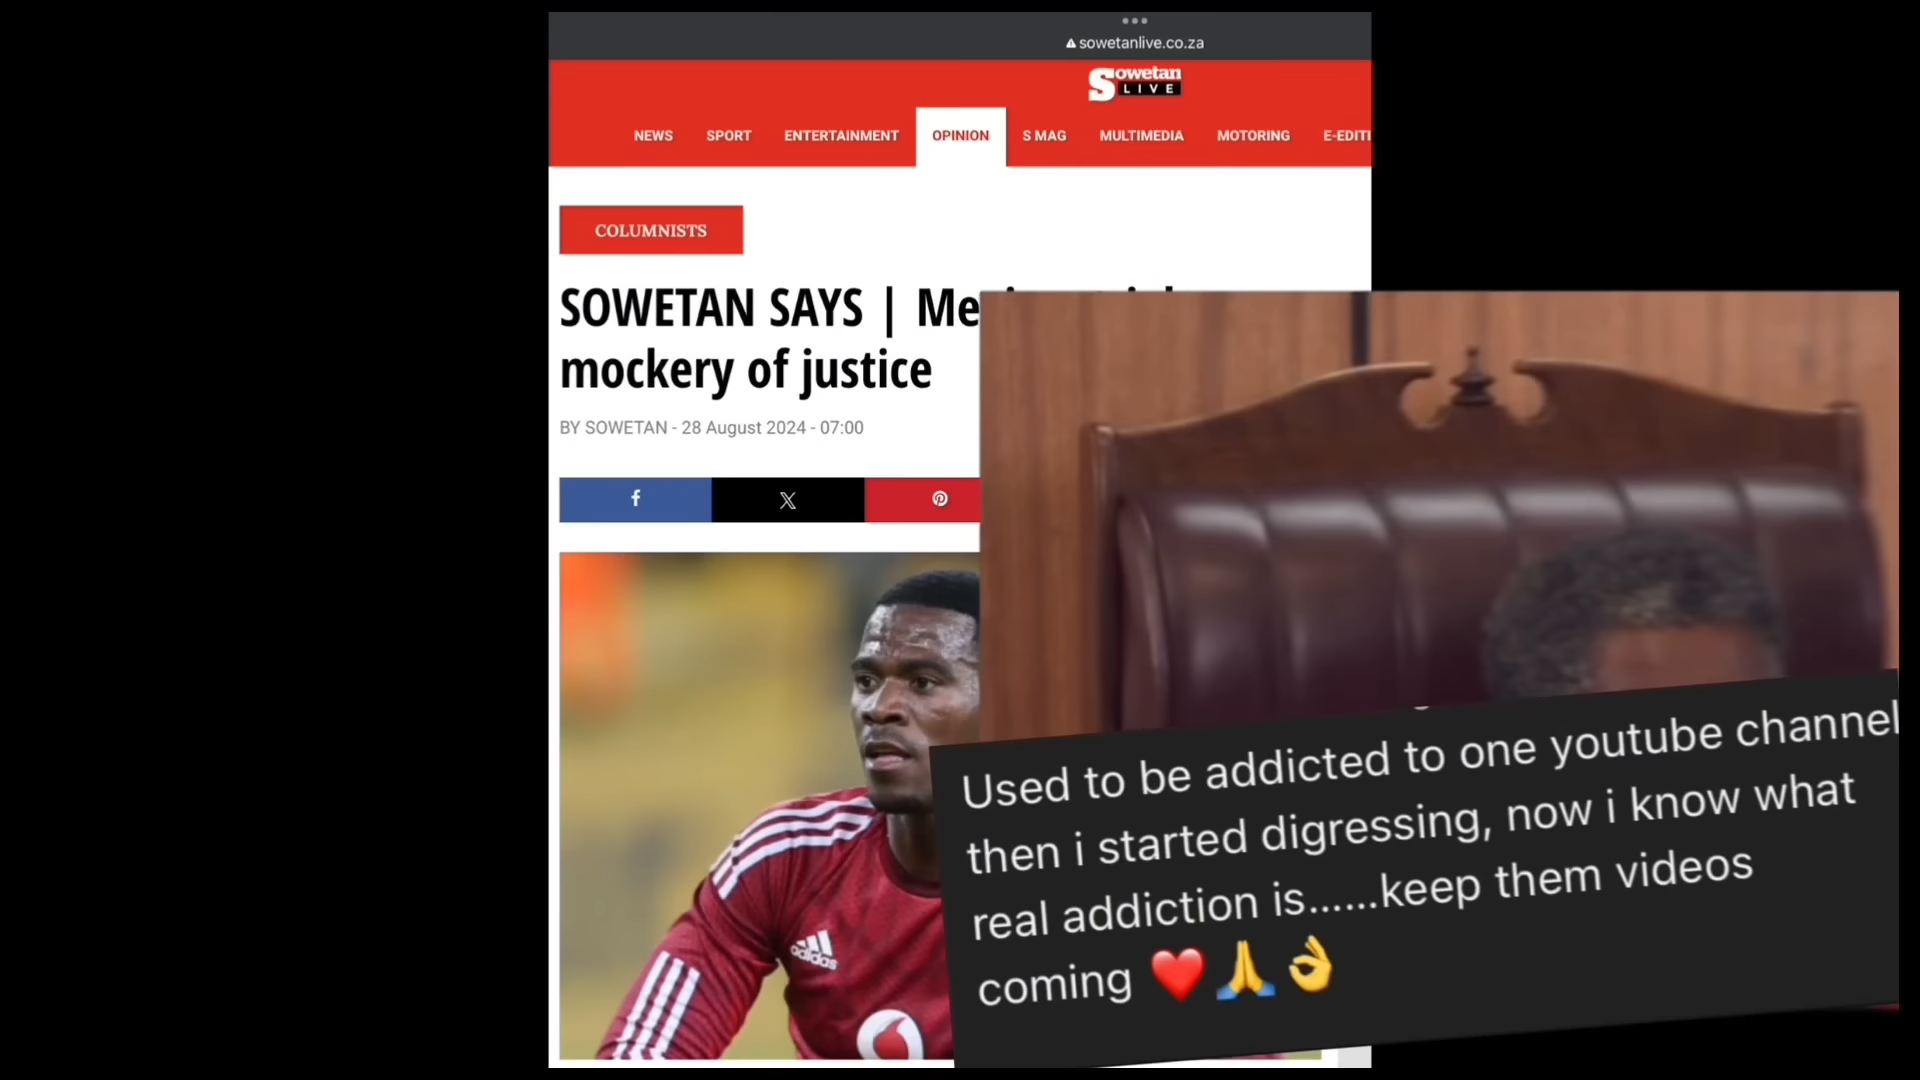 sowetanlive.co.za
Sowetan
LIVE
NEWS SPORT ENTERTAINMENT OPINION S MAG MULTIMEDIA MOTORING E-EDITI
COLUMNISTS
SOWETAN SAYS |
mockery of justice
BY SOWETAN - 28 August 2024 - 07:00
adidas
Used to be addicted to one youtube channel
then i started digressing, now i know what
real addiction is......keep them videos
coming ❤️🙏👌